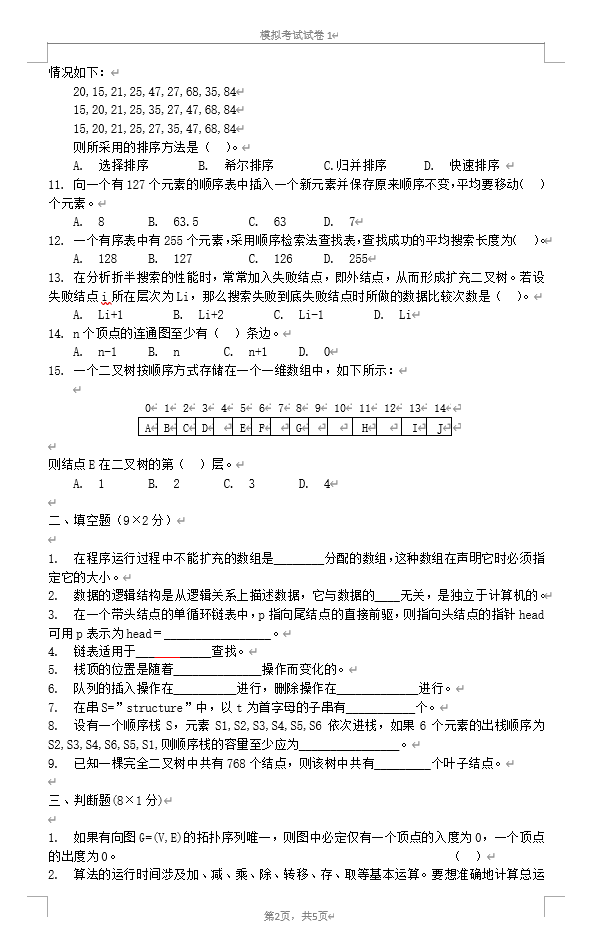 模拟考试试卷 1
情况如下：
20,15,21,25,47,27,68,35,84
15,20,21,25,35,27,47,68,84
15,20,21,25,27,35,47,68,84
则所采用的排序方法是（ ）。
A. 选择排序 B. 希尔排序 C.归并排序 D. 快速排序
11. 向一个有 127 个元素的顺序表中插入一个新元素并保存原来顺序不变,平均要移动( )
个元素。
A. 8 B. 63.5 C. 63 D. 7
12. 一个有序表中有 255 个元素,采用顺序检索法查找表,查找成功的平均搜索长度为( )。
A. 128 B. 127 C. 126 D. 255
13. 在分析折半搜索的性能时，常常加入失败结点，即外结点，从而形成扩充二叉树。若设
失败结点 i 所在层次为 Li，那么搜索失败到底失败结点时所做的数据比较次数是（ ）。
A. Li+1 B. Li+2 C. Li-1 D. Li
14. n 个顶点的连通图至少有（ ）条边。
A. n-1 B. n C. n+1 D. 0
15. 一个二叉树按顺序方式存储在一个一维数组中，如下所示：
0 1 2 3 4 5 6 7 8 9 10 11 12 13 14
A B C D E F G H I J
则结点 E 在二叉树的第（ ）层。
A. 1 B. 2 C. 3 D. 4
二、填空题（9×2 分）
1. 在程序运行过程中不能扩充的数组是________分配的数组,这种数组在声明它时必须指
定它的大小。
2. 数据的逻辑结构是从逻辑关系上描述数据，它与数据的____无关，是独立于计算机的。
3. 在一个带头结点的单循环链表中,p 指向尾结点的直接前驱,则指向头结点的指针 head
可用 p 表示为 head＝_________________。
4. 链表适用于____________查找。
5. 栈顶的位置是随着______________操作而变化的。
6. 队列的插入操作在__________进行，删除操作在_____________进行。
7. 在串 S=”structure”中，以 t 为首字母的子串有___________个。
8. 设有一个顺序栈 S，元素 S1,S2,S3,S4,S5,S6 依次进栈，如果 6 个元素的出栈顺序为
S2,S3,S4,S6,S5,S1,则顺序栈的容量至少应为________________。
9. 已知一棵完全二叉树中共有 768 个结点，则该树中共有_________个叶子结点。
三、判断题(8×1 分)
1. 如果有向图 G=(V,E)的拓扑序列唯一，则图中必定仅有一个顶点的入度为 0，一个顶点
的出度为 0。 （ ）
2. 算法的运行时间涉及加、减、乘、除、转移、存、取等基本运算。要想准确地计算总运
第2页，共5页